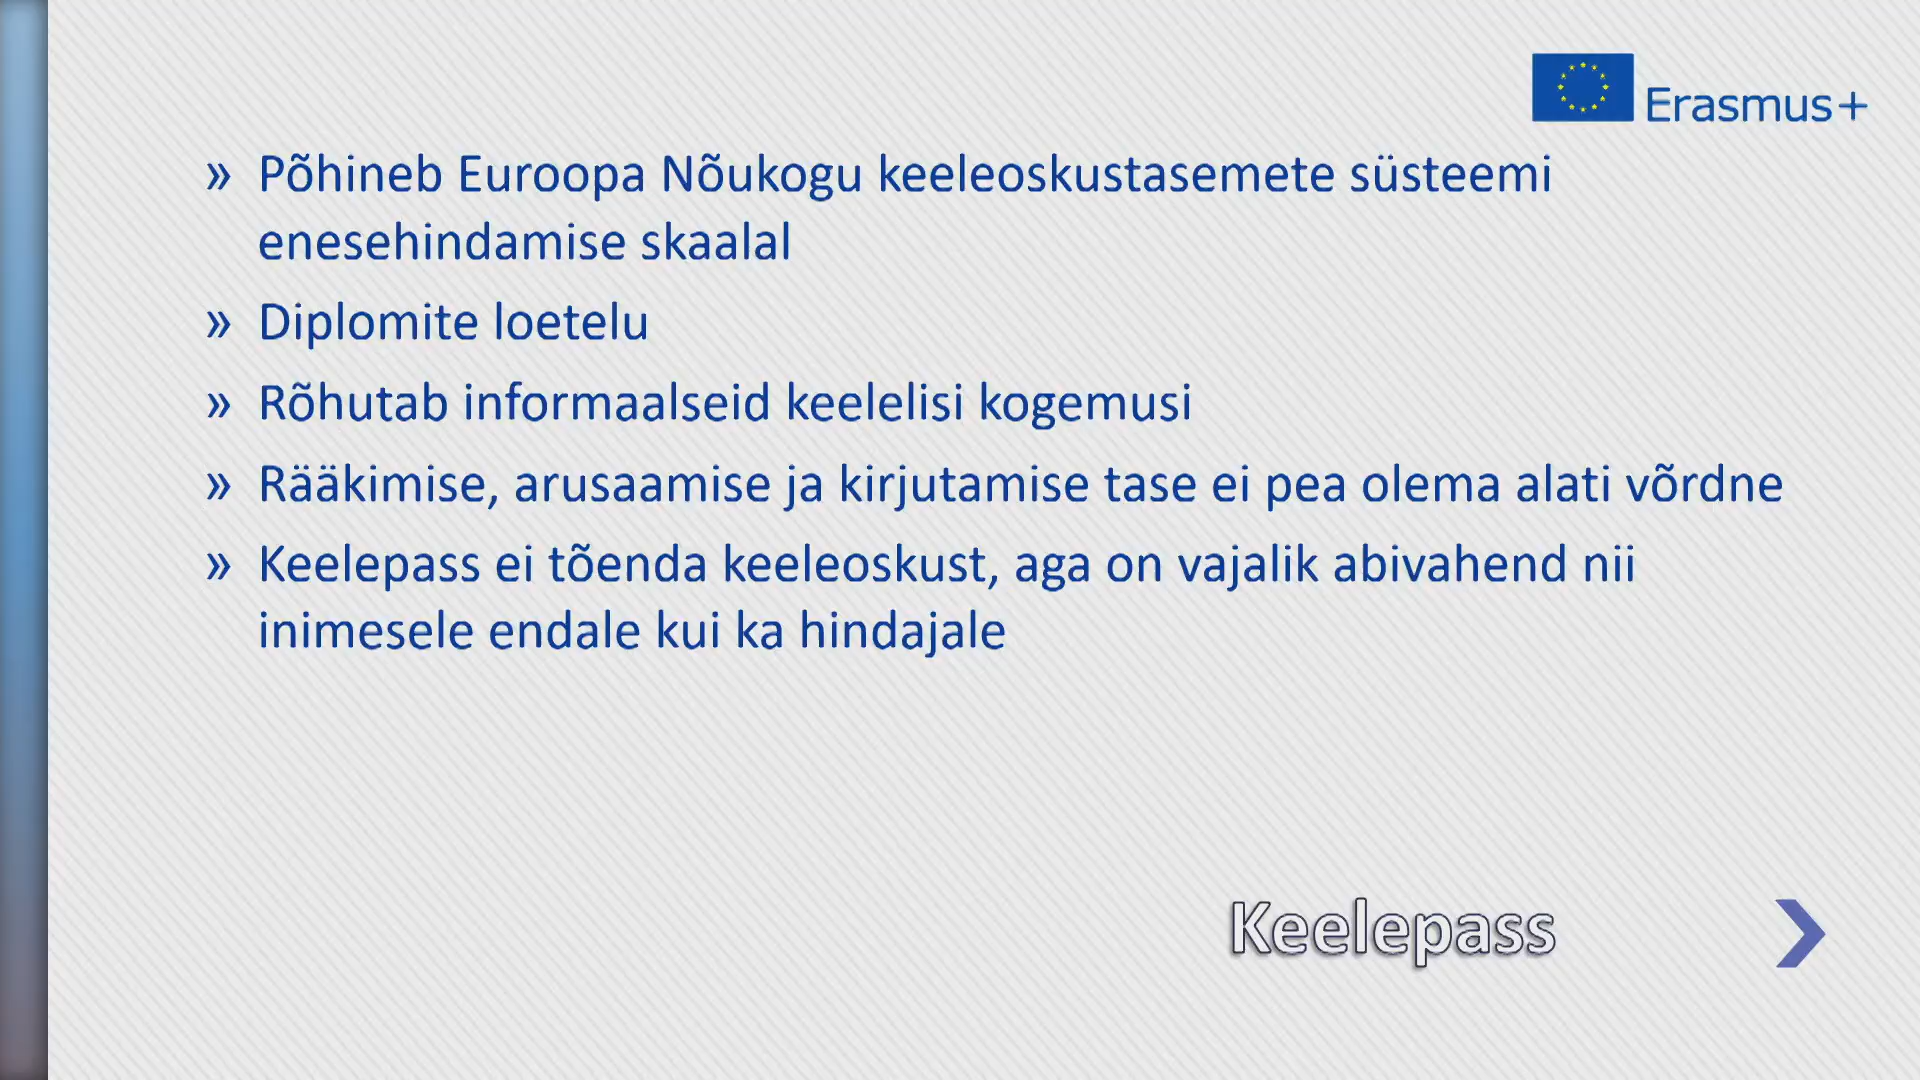 Erasmus+
» Põhineb Euroopa Nõukogu keeleoskustasemete süsteemi
enesehindamise skaalal
» Diplomite loetelu
» Rõhutab informaalseid keelelisi kogemusi
» Rääkimise, arusaamise ja kirjutamise tase ei pea olema alati võrdne
» Keelepass ei tõenda keeleoskust, aga on vajalik abivahend nii
inimesele endale kui ka hindajale
Keelepass